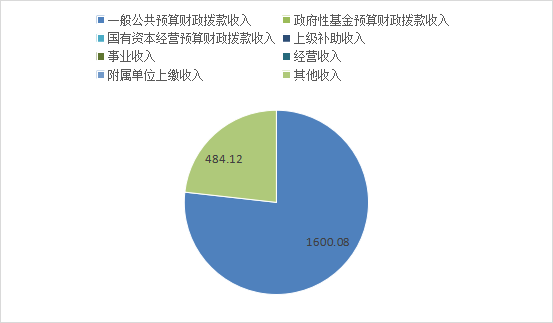 一般公共预算财政拨款收入 政府性基金预算财政拨款收入
国有资本经营预算财政拨款收入 上级补助收入
事业收入 经营收入
附属单位上缴收入 其他收入
484.12
1600.08